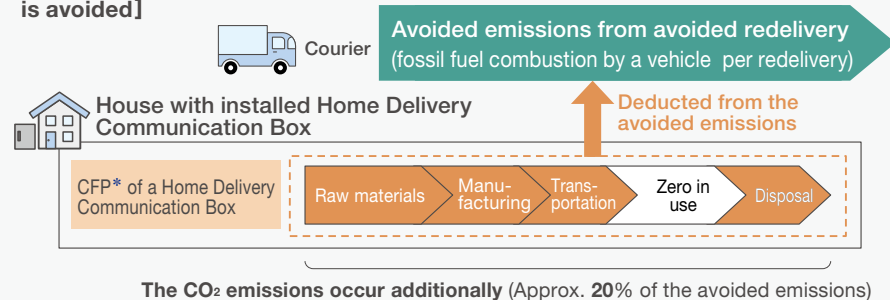 is avoided]
Courier
Avoided emissions from avoided redelivery
(fossil fuel combustion by a vehicle per redelivery)
House with installed Home Delivery
Communication Box
Deducted from the
avoided emissions
CFP* of a Home Delivery
Communication Box
Raw materials
Manu-
facturing
Trans-
portation
Zero in
use
Disposal
The CO₂ emissions occur additionally (Approx. 20% of the avoided emissions)